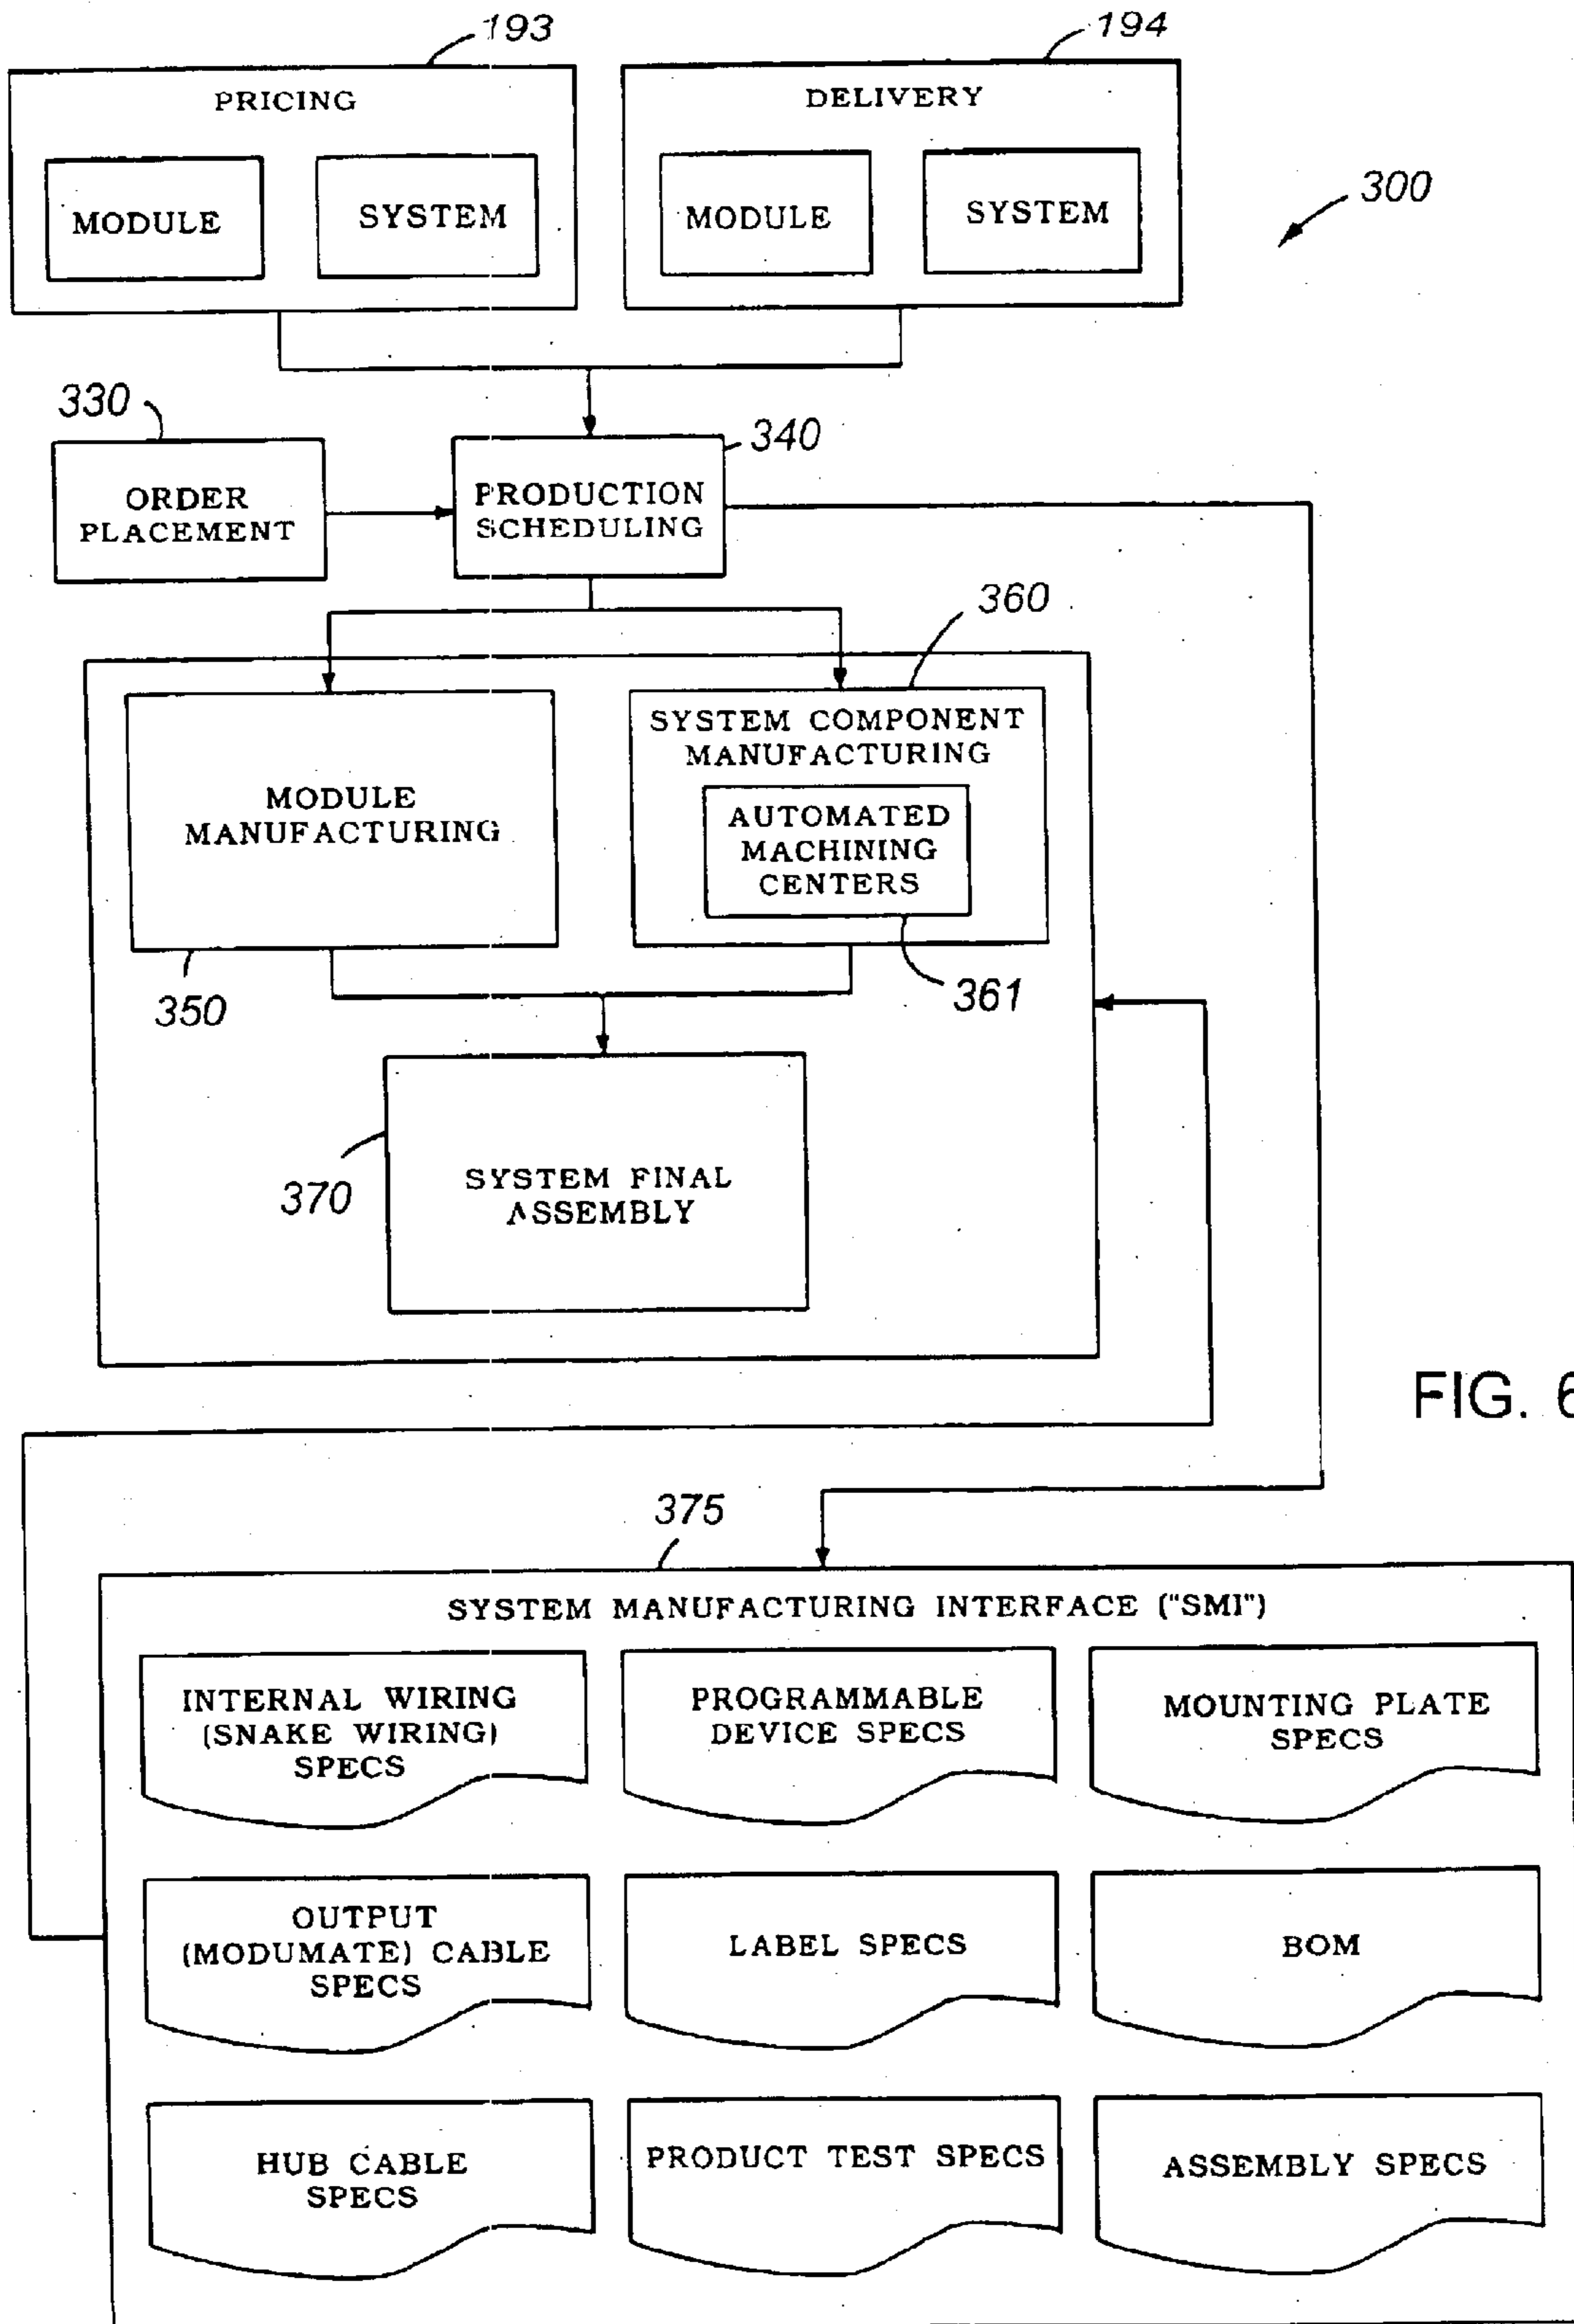 193
194
PRICING
DELIVERY
300
MODULE
SYSTEM
MODULE
SYSTEM
330
340
ORDER
PLACEMENT
PRODUCTION
SCHEDULING
360
SYSTEM COMPONENT
MANUFACTURING
MODULE
MANUFACTURING
AUTOMATED
MACHINING
CENTERS
350
361
370
SYSTEM FINAL
ASSEMBLY
FIG. 6
375
SYSTEM MANUFACTURING INTERFACE ("SMI")
INTERNAL WIRING
(SNAKE WIRING)
SPECS
PROGRAMMABLE
DEVICE SPECS
MOUNTING PLATE
SPECS
OUTPUT
(MODUMATE) CABLE
SPECS
LABEL SPECS
BOM
HUB CABLE
SPECS
PRODUCT TEST SPECS
ASSEMBLY SPECS